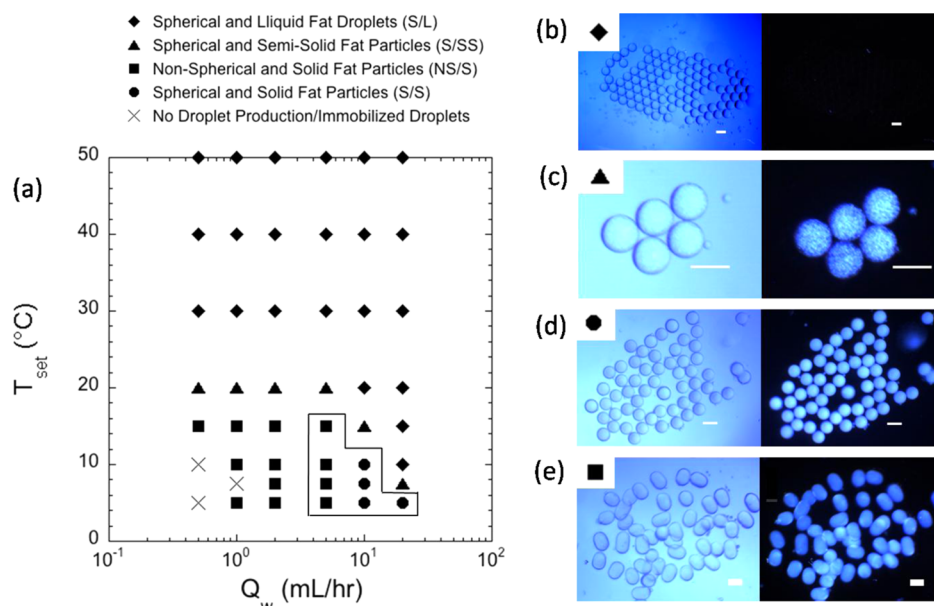 Spherical and Lliquid Fat Droplets (S/L)
Spherical and Semi-Solid Fat Particles (S/SS)
Non-Spherical and Solid Fat Particles (NS/S)
Spherical and Solid Fat Particles (S/S)
No Droplet Production/Immobilized Droplets
(a)
50
40
30
20
10
0
T_set (°C)
10^-1
10^0
10^1
10^2
Q_w (mL/hr)
(b)
(c)
(d)
(e)